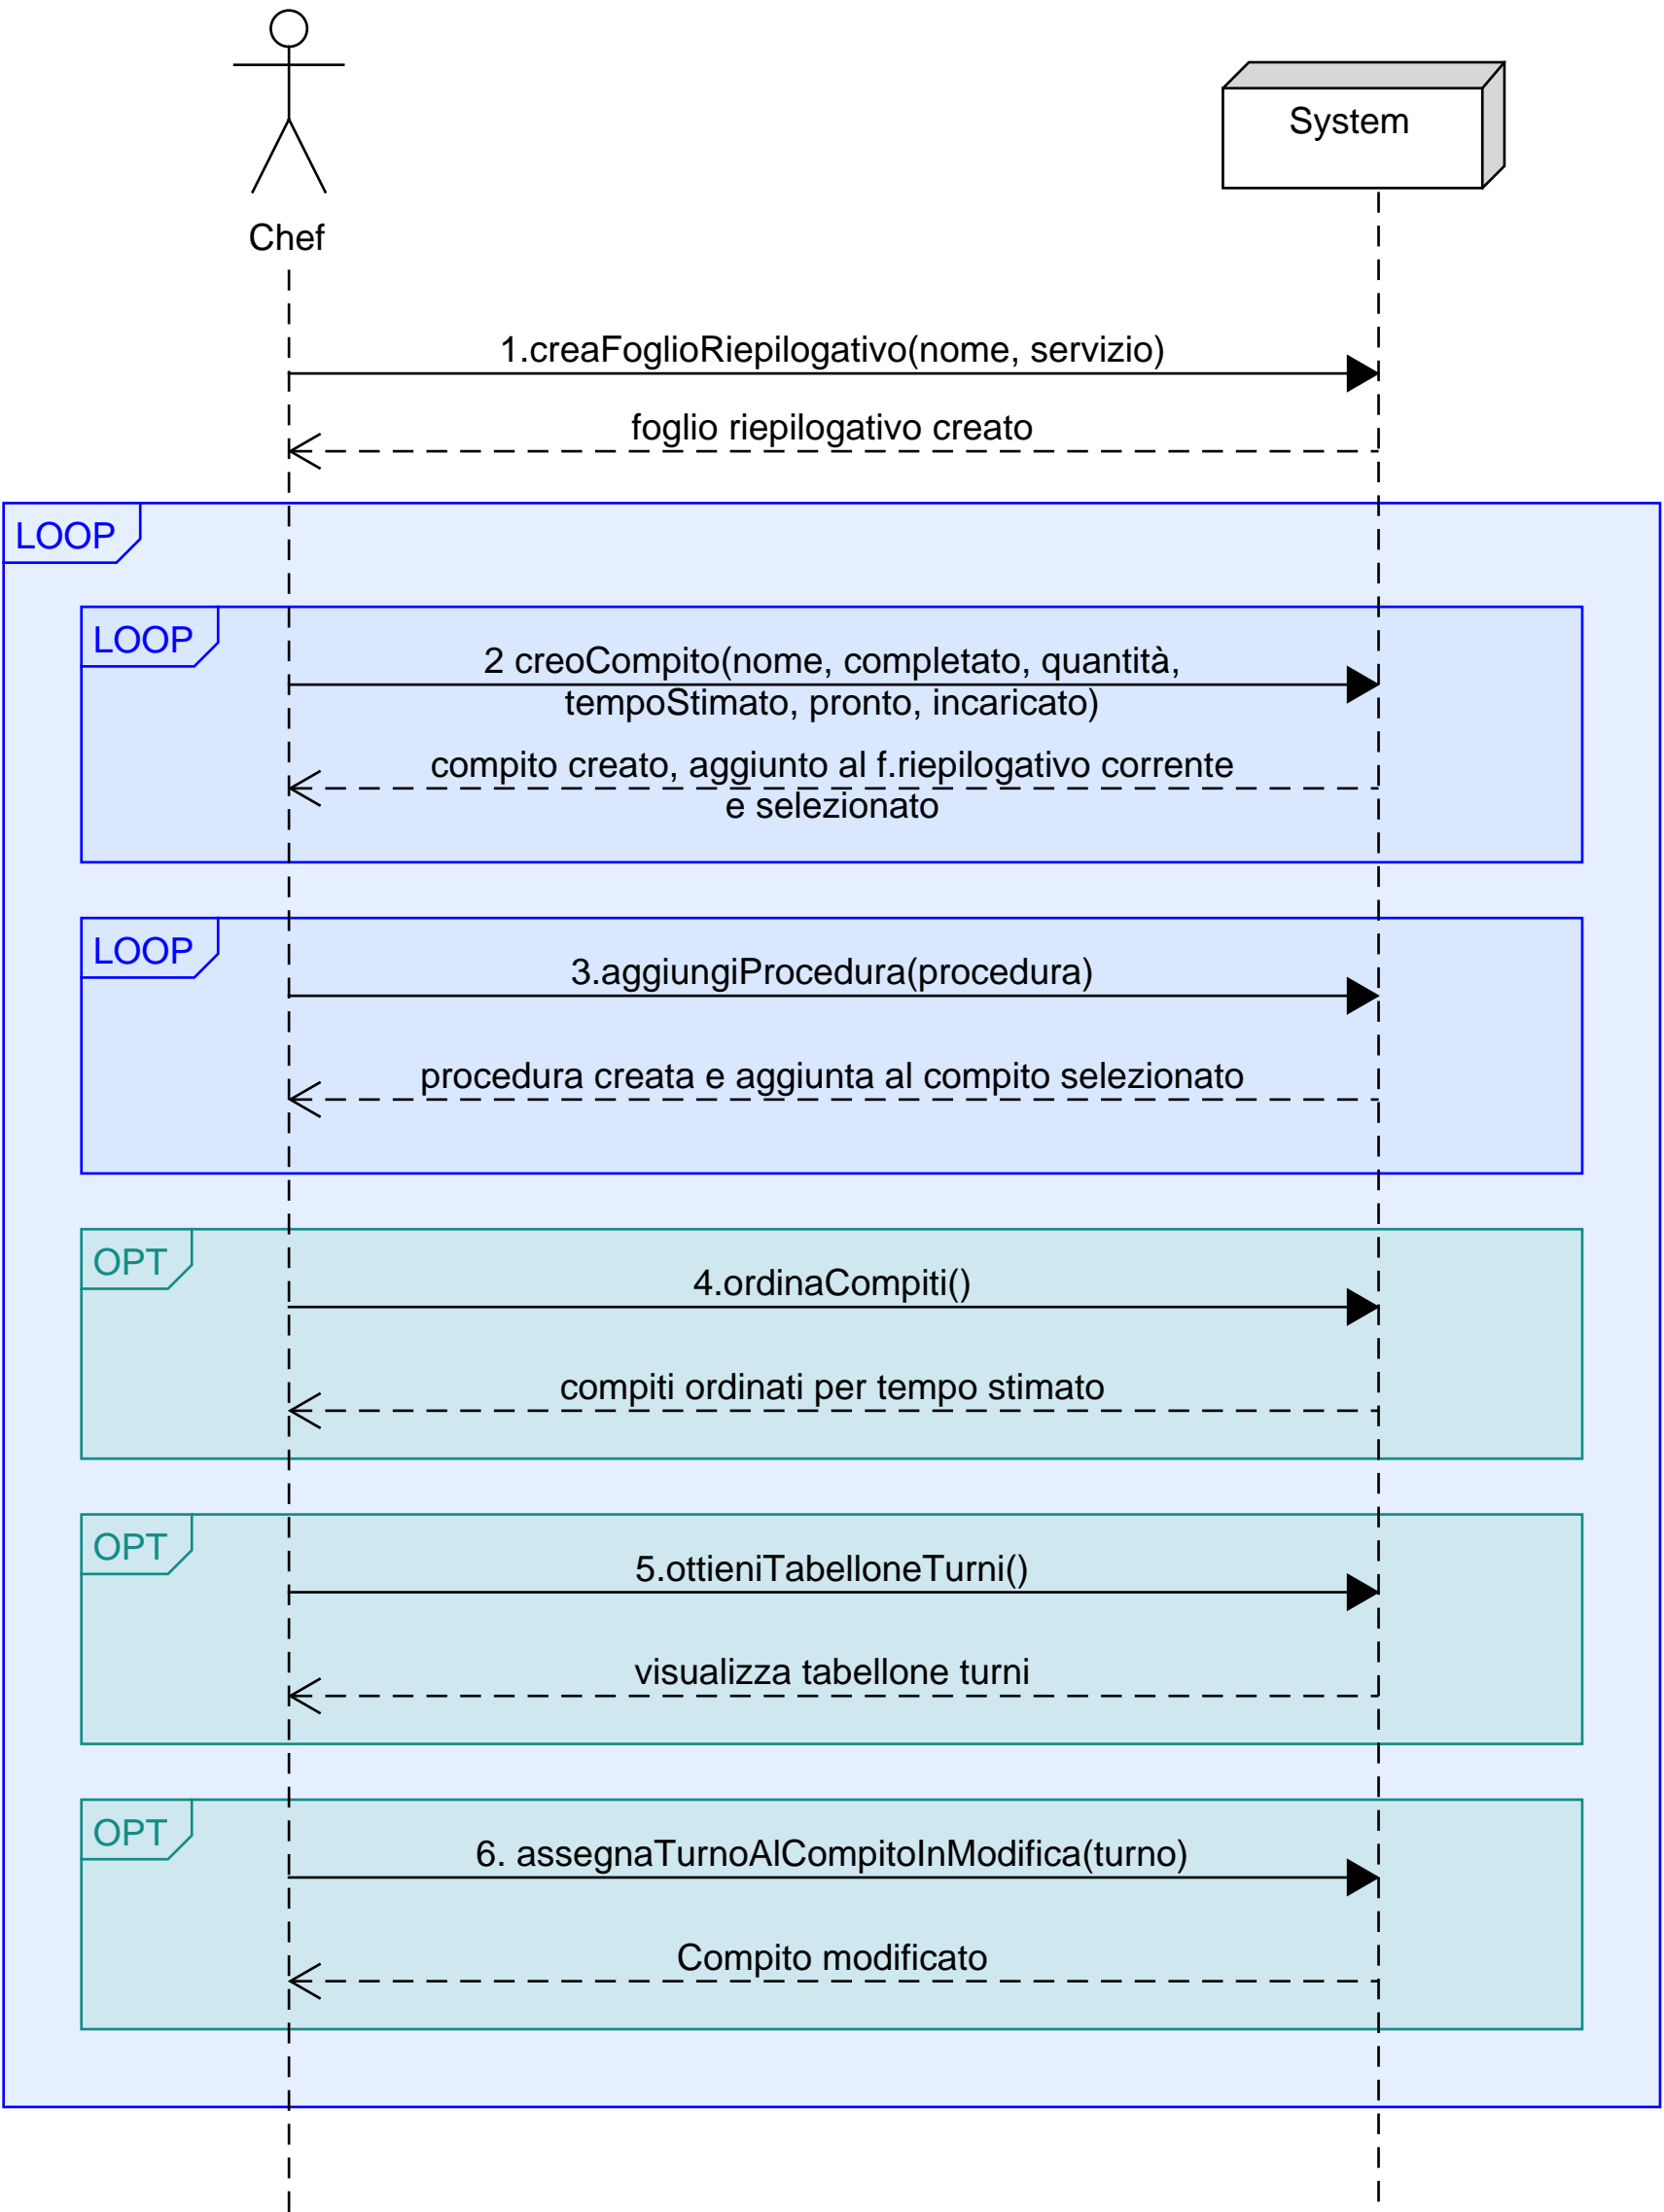 System
Chef
1.creaFoglioRiepilogativo(nome, servizio)
foglio riepilogativo creato
LOOP
LOOP
2 creoCompito(nome, completato, quantità,
tempoStimato, pronto, incaricato)
compito creato, aggiunto al f.riepilogativo corrente
e selezionato
LOOP
3.aggiungiProcedura(procedura)
procedura creata e aggiunta al compito selezionato
OPT
4.ordinaCompiti()
compiti ordinati per tempo stimato
OPT
5.ottieniTabelloneTurni()
visualizza tabellone turni
OPT
6. assegnaTurnoAlCompitoInModifica(turno)
Compito modificato